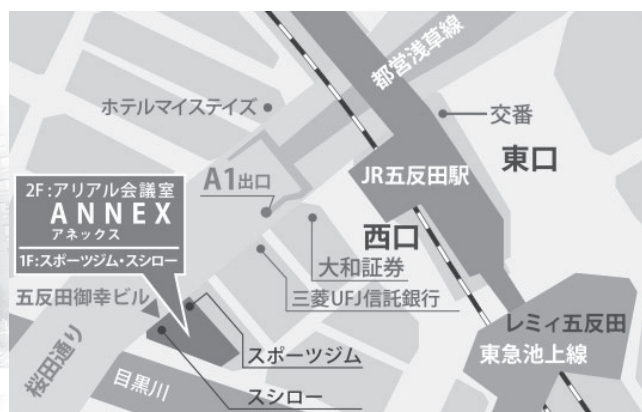 都営浅草線
ホテルマイステイズ
交番
東口
JR五反田駅
A1出口
2F:アリアル会議室
ANNEX
アネックス
1F:スポーツジム・スシロー
西口
大和証券
三菱UFJ信託銀行
五反田御幸ビル
レミィ五反田
東急池上線
スポーツジム
スシロー
桜田通り
目黒川